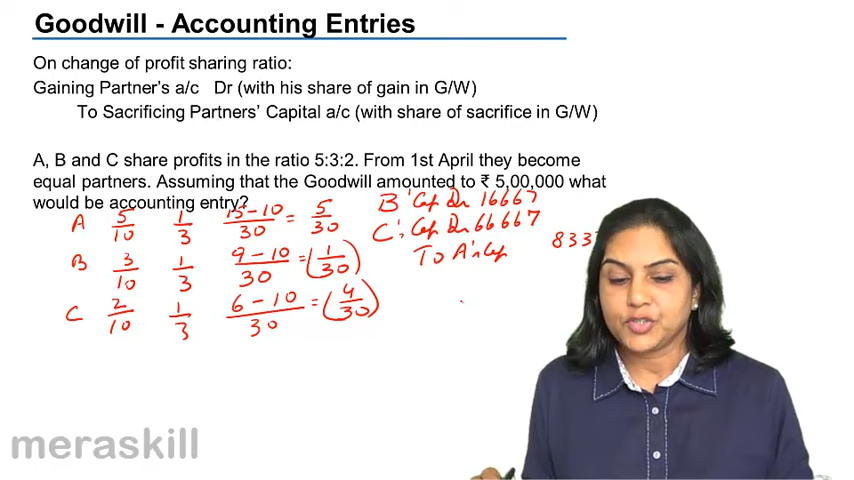 Goodwill - Accounting Entries
On change of profit sharing ratio:
Gaining Partner's a/c Dr (with his share of gain in G/W)
To Sacrificing Partners' Capital a/c (with share of sacrifice in G/W)
A, B and C share profits in the ratio 5:3:2. From 1st April they become
equal partners. Assuming that the Goodwill amounted to ₹ 5,00,000 what
would be accounting entry?
B' Cap Dr 16667
C's Cap Dr 66667
To A's Cap 8333
A 5/10 1/3 15-10/30 = 5/30
B 3/10 1/3 9-10/30 = (1/30)
C 2/10 1/3 6-10/30 = (4/30)
meraskill